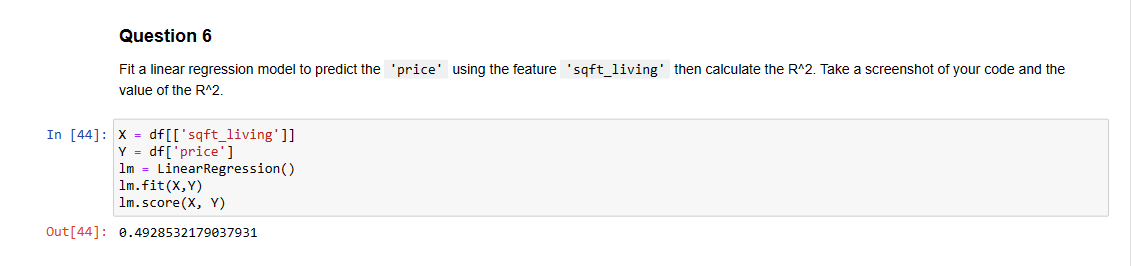 Question 6
Fit a linear regression model to predict the 'price' using the feature 'sqft_living' then calculate the R^2. Take a screenshot of your code and the
value of the R^2.
In [44]: X = df[['sqft_living']]
Y = df['price']
lm = LinearRegression()
lm.fit(X,Y)
lm.score(X, Y)
Out[44]: 0.4928532179037931